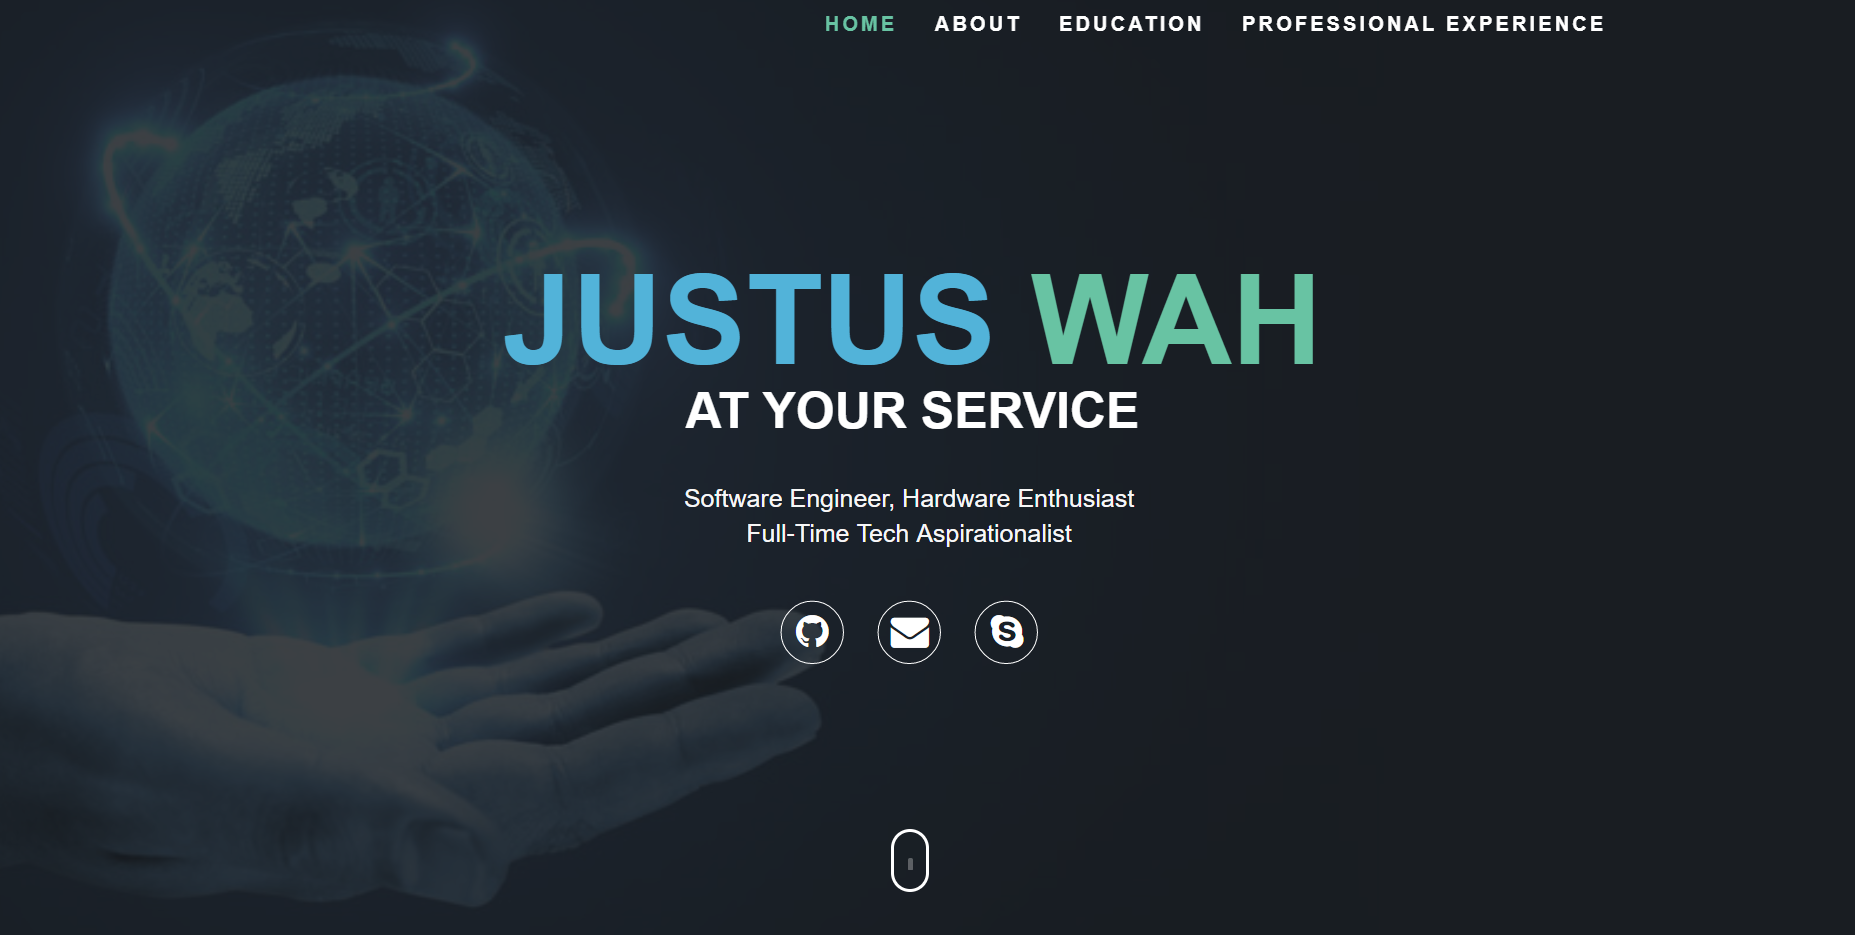 HOME ABOUT EDUCATION PROFESSIONAL EXPERIENCE
JUSTUS WAH
AT YOUR SERVICE
Software Engineer, Hardware Enthusiast
Full-Time Tech Aspirationalist